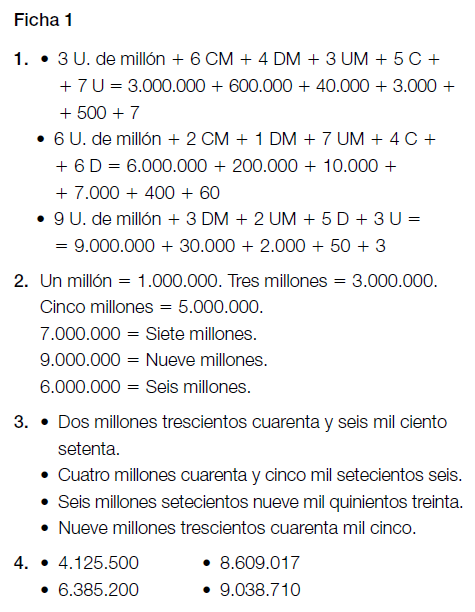 Ficha 1
1. • 3 U. de millón + 6 CM + 4 DM + 3 UM + 5 C +
+ 7 U = 3.000.000 + 600.000 + 40.000 + 3.000 +
+ 500 + 7
• 6 U. de millón + 2 CM + 1 DM + 7 UM + 4 C +
+ 6 D = 6.000.000 + 200.000 + 10.000 +
+ 7.000 + 400 + 60
• 9 U. de millón + 3 DM + 2 UM + 5 D + 3 U =
= 9.000.000 + 30.000 + 2.000 + 50 + 3
2. Un millón = 1.000.000. Tres millones = 3.000.000.
Cinco millones = 5.000.000.
7.000.000 = Siete millones.
9.000.000 = Nueve millones.
6.000.000 = Seis millones.
3. • Dos millones trescientos cuarenta y seis mil ciento
setenta.
• Cuatro millones cuarenta y cinco mil setecientos seis.
• Seis millones setecientos nueve mil quinientos treinta.
• Nueve millones trescientos cuarenta mil cinco.
4. • 4.125.500 • 8.609.017
• 6.385.200 • 9.038.710